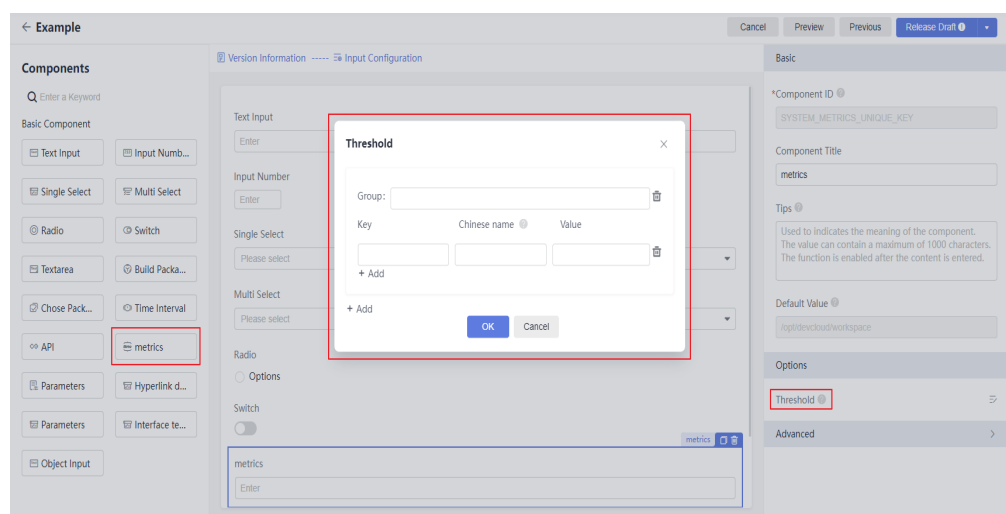 ← Example
Cancel
Preview
Previous
Release Draft
Components
Enter a Keyword
Basic Component
Text Input
Input Numb...
Single Select
Multi Select
Radio
Switch
Textarea
Build Packa...
Chose Pack...
Time Interval
API
metrics
Parameters
Hyperlink d...
Parameters
Interface te...
Object Input
Version Information ----- Input Configuration
Text Input
Enter
Input Number
Enter
Single Select
Please select
Multi Select
Please select
Radio
Options
Switch
metrics
metrics
Enter
Threshold
Group:
Key
Chinese name
Value
+ Add
+ Add
OK
Cancel
Basic
*Component ID
SYSTEM_METRICS_UNIQUE_KEY
Component Title
metrics
Tips
Used to indicates the meaning of the component.
The value can contain a maximum of 1000 characters.
The function is enabled after the content is entered.
Default Value
/opt/devcloud/workspace
Options
Threshold
Advanced